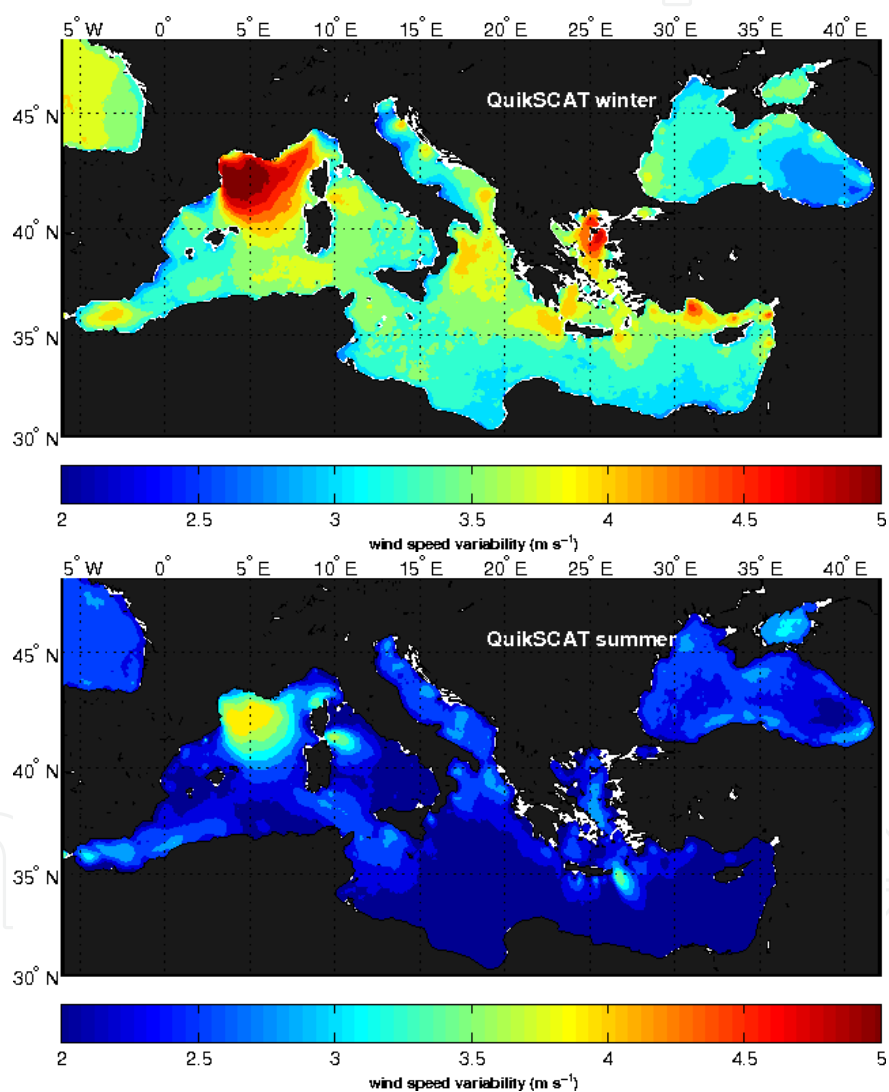 5° W 0° 5° E 10° E 15° E 20° E 25° E 30° E 35° E 40° E
QuikSCAT winter
45° N
40° N
35° N
30° N
2 2.5 3 3.5 4 4.5 5
wind speed variability (m s⁻¹)
5° W 0° 5° E 10° E 15° E 20° E 25° E 30° E 35° E 40° E
QuikSCAT summer
45° N
40° N
35° N
30° N
2 2.5 3 3.5 4 4.5 5
wind speed variability (m s⁻¹)